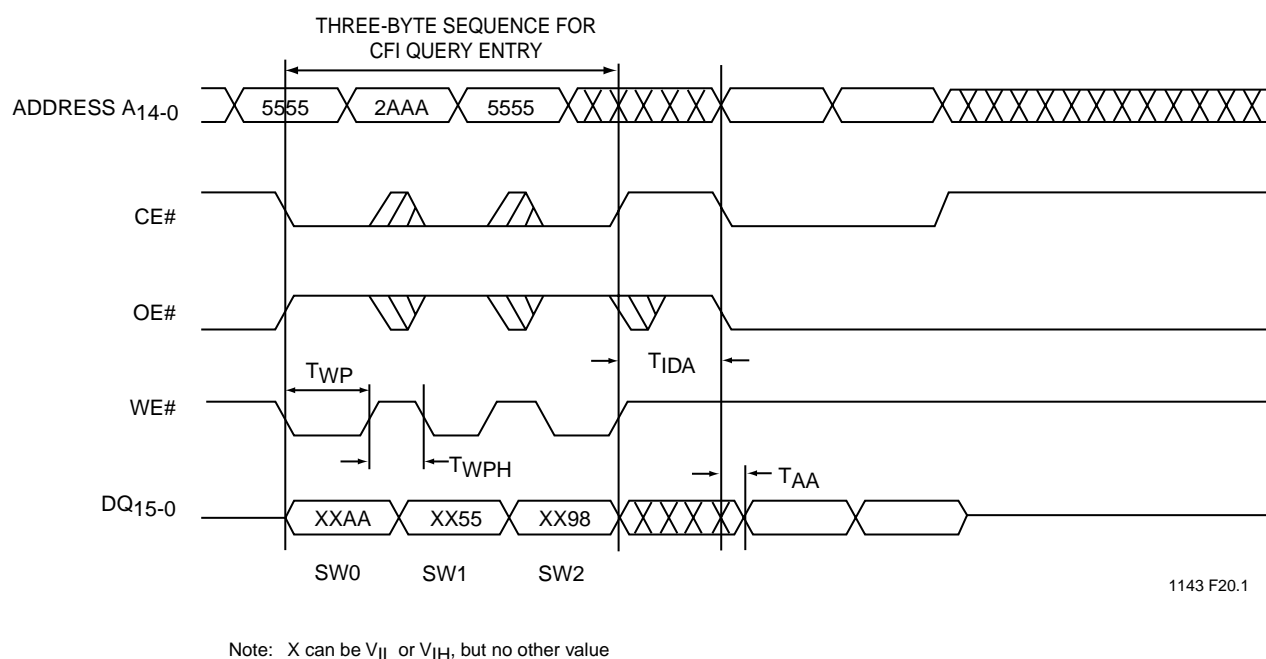 THREE-BYTE SEQUENCE FOR
CFI QUERY ENTRY
ADDRESS A14-0
5555
2AAA
5555
CE#
OE#
TIDA
TWP
WE#
TWPH
TAA
DQ15-0
XXAA
XX55
XX98
SW0
SW1
SW2
1143 F20.1
Note: X can be VIL or VIH, but no other value